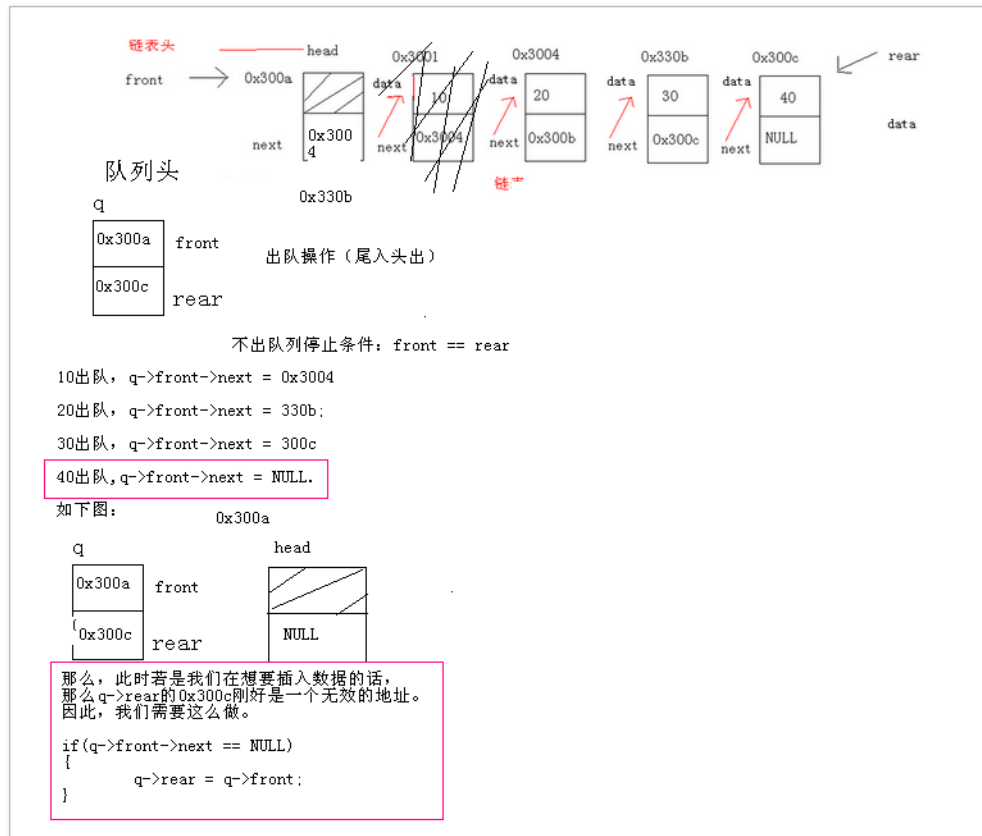 链表头 head
0x3001 0x3004 0x330b 0x300c rear
front 0x300a data data data data
10 20 30 40
next 0x3004 next 0x3004 next 0x300b next 0x300c next NULL data
队列头
0x330b
q
0x300a front
出队操作（尾入头出）
0x300c rear
不出队列停止条件：front == rear
10出队，q->front->next = 0x3004
20出队，q->front->next = 330b;
30出队，q->front->next = 300c
40出队,q->front->next = NULL.
如下图：
0x300a
q head
0x300a front
0x300c rear NULL
那么，此时若是我们在想要插入数据的话，
那么q->rear的0x300c刚好是一个无效的地址。
因此，我们需要这么做。
if(q->front->next == NULL)
{
q->rear = q->front;
}